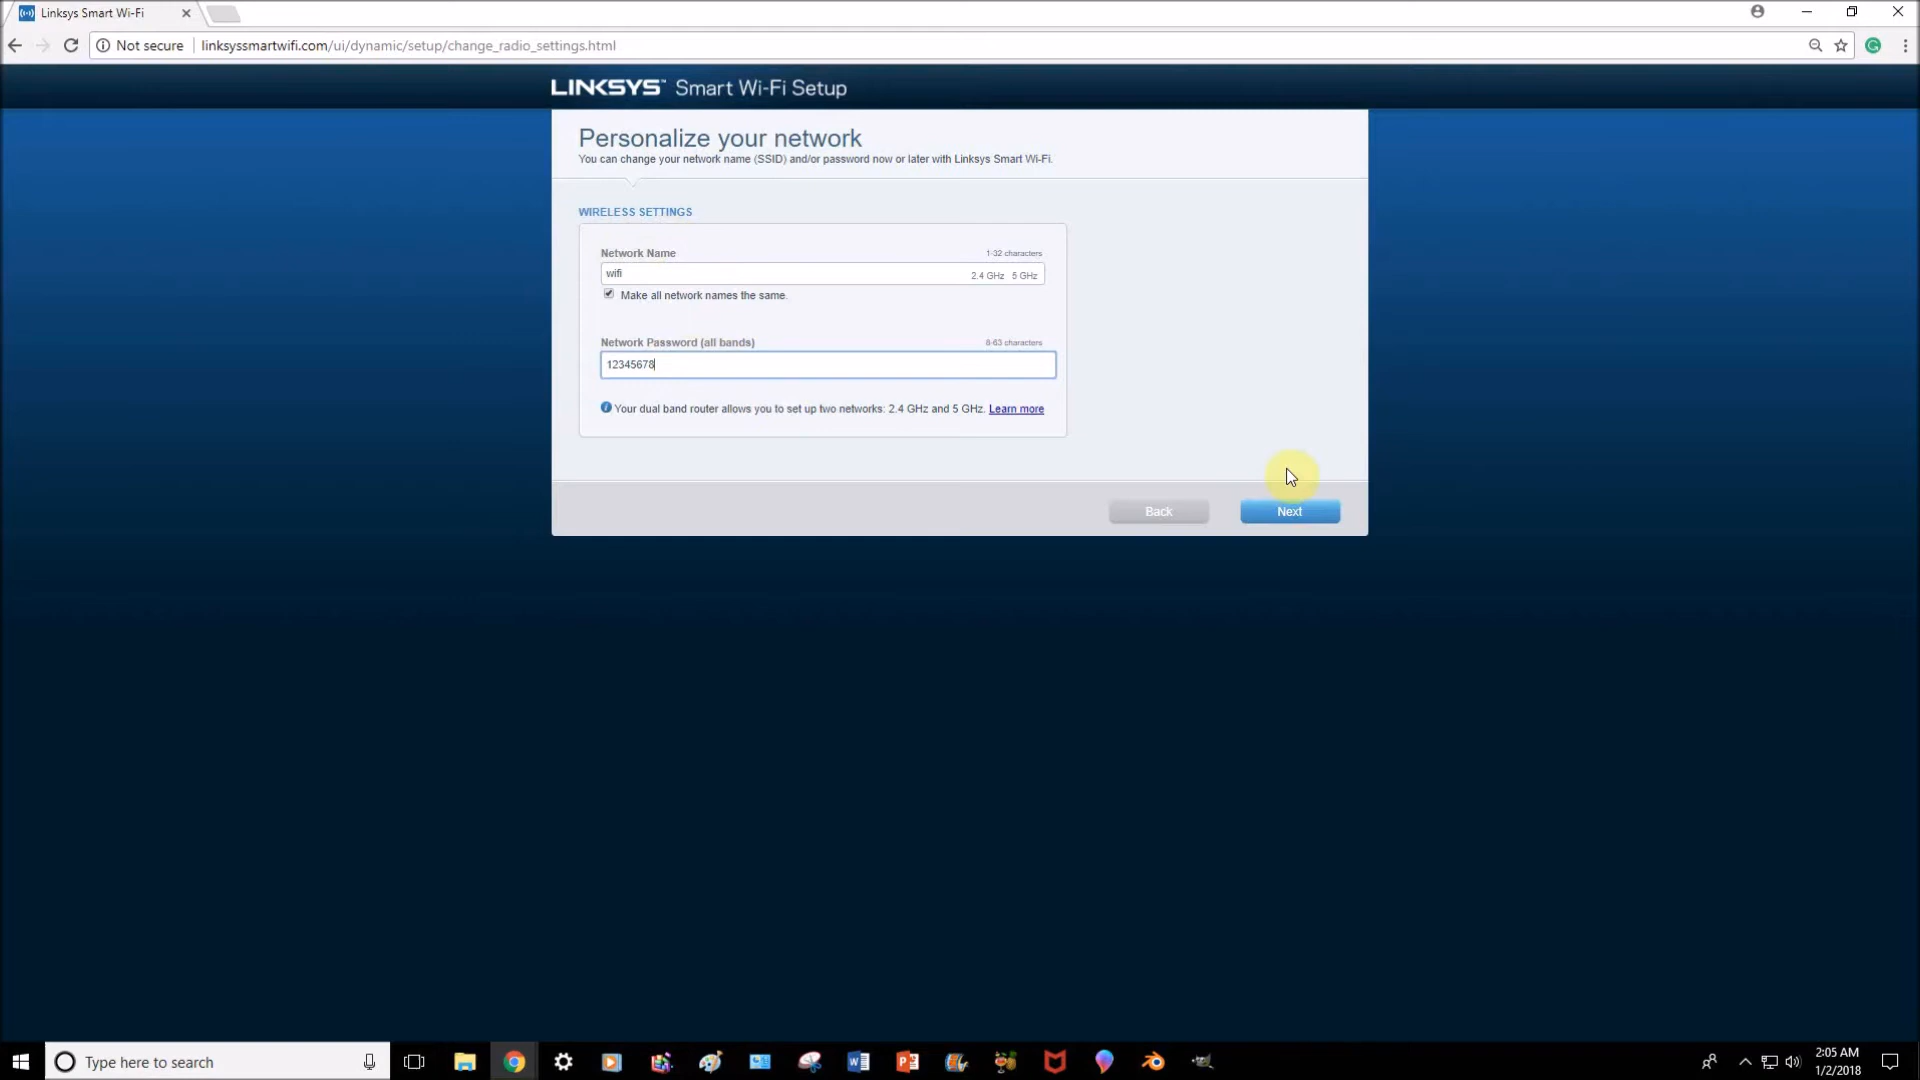 Linksys Smart Wi-Fi
Not secure linksyssmartwifi.com/ui/dynamic/setup/change_radio_settings.html
LINKSYS™ Smart Wi-Fi Setup
Personalize your network
You can change your network name (SSID) and/or password now or later with Linksys Smart Wi-Fi.
WIRELESS SETTINGS
Network Name 1-32 characters
wifi 2.4 GHz 5 GHz
Make all network names the same.
Network Password (all bands) 8-63 characters
12345678
Your dual band router allows you to set up two networks: 2.4 GHz and 5 GHz. Learn more
Back Next
Type here to search
2:05 AM
1/2/2018